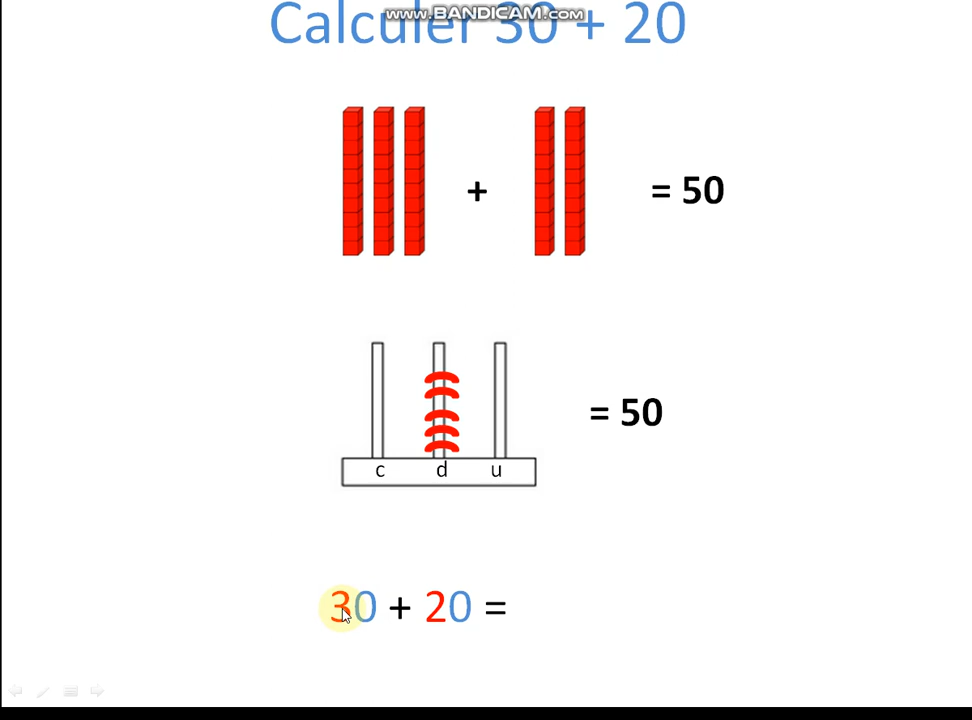 www.BANDICAM.com
Calculer 30 + 20
+ = 50
= 50
c d u
30 + 20 =